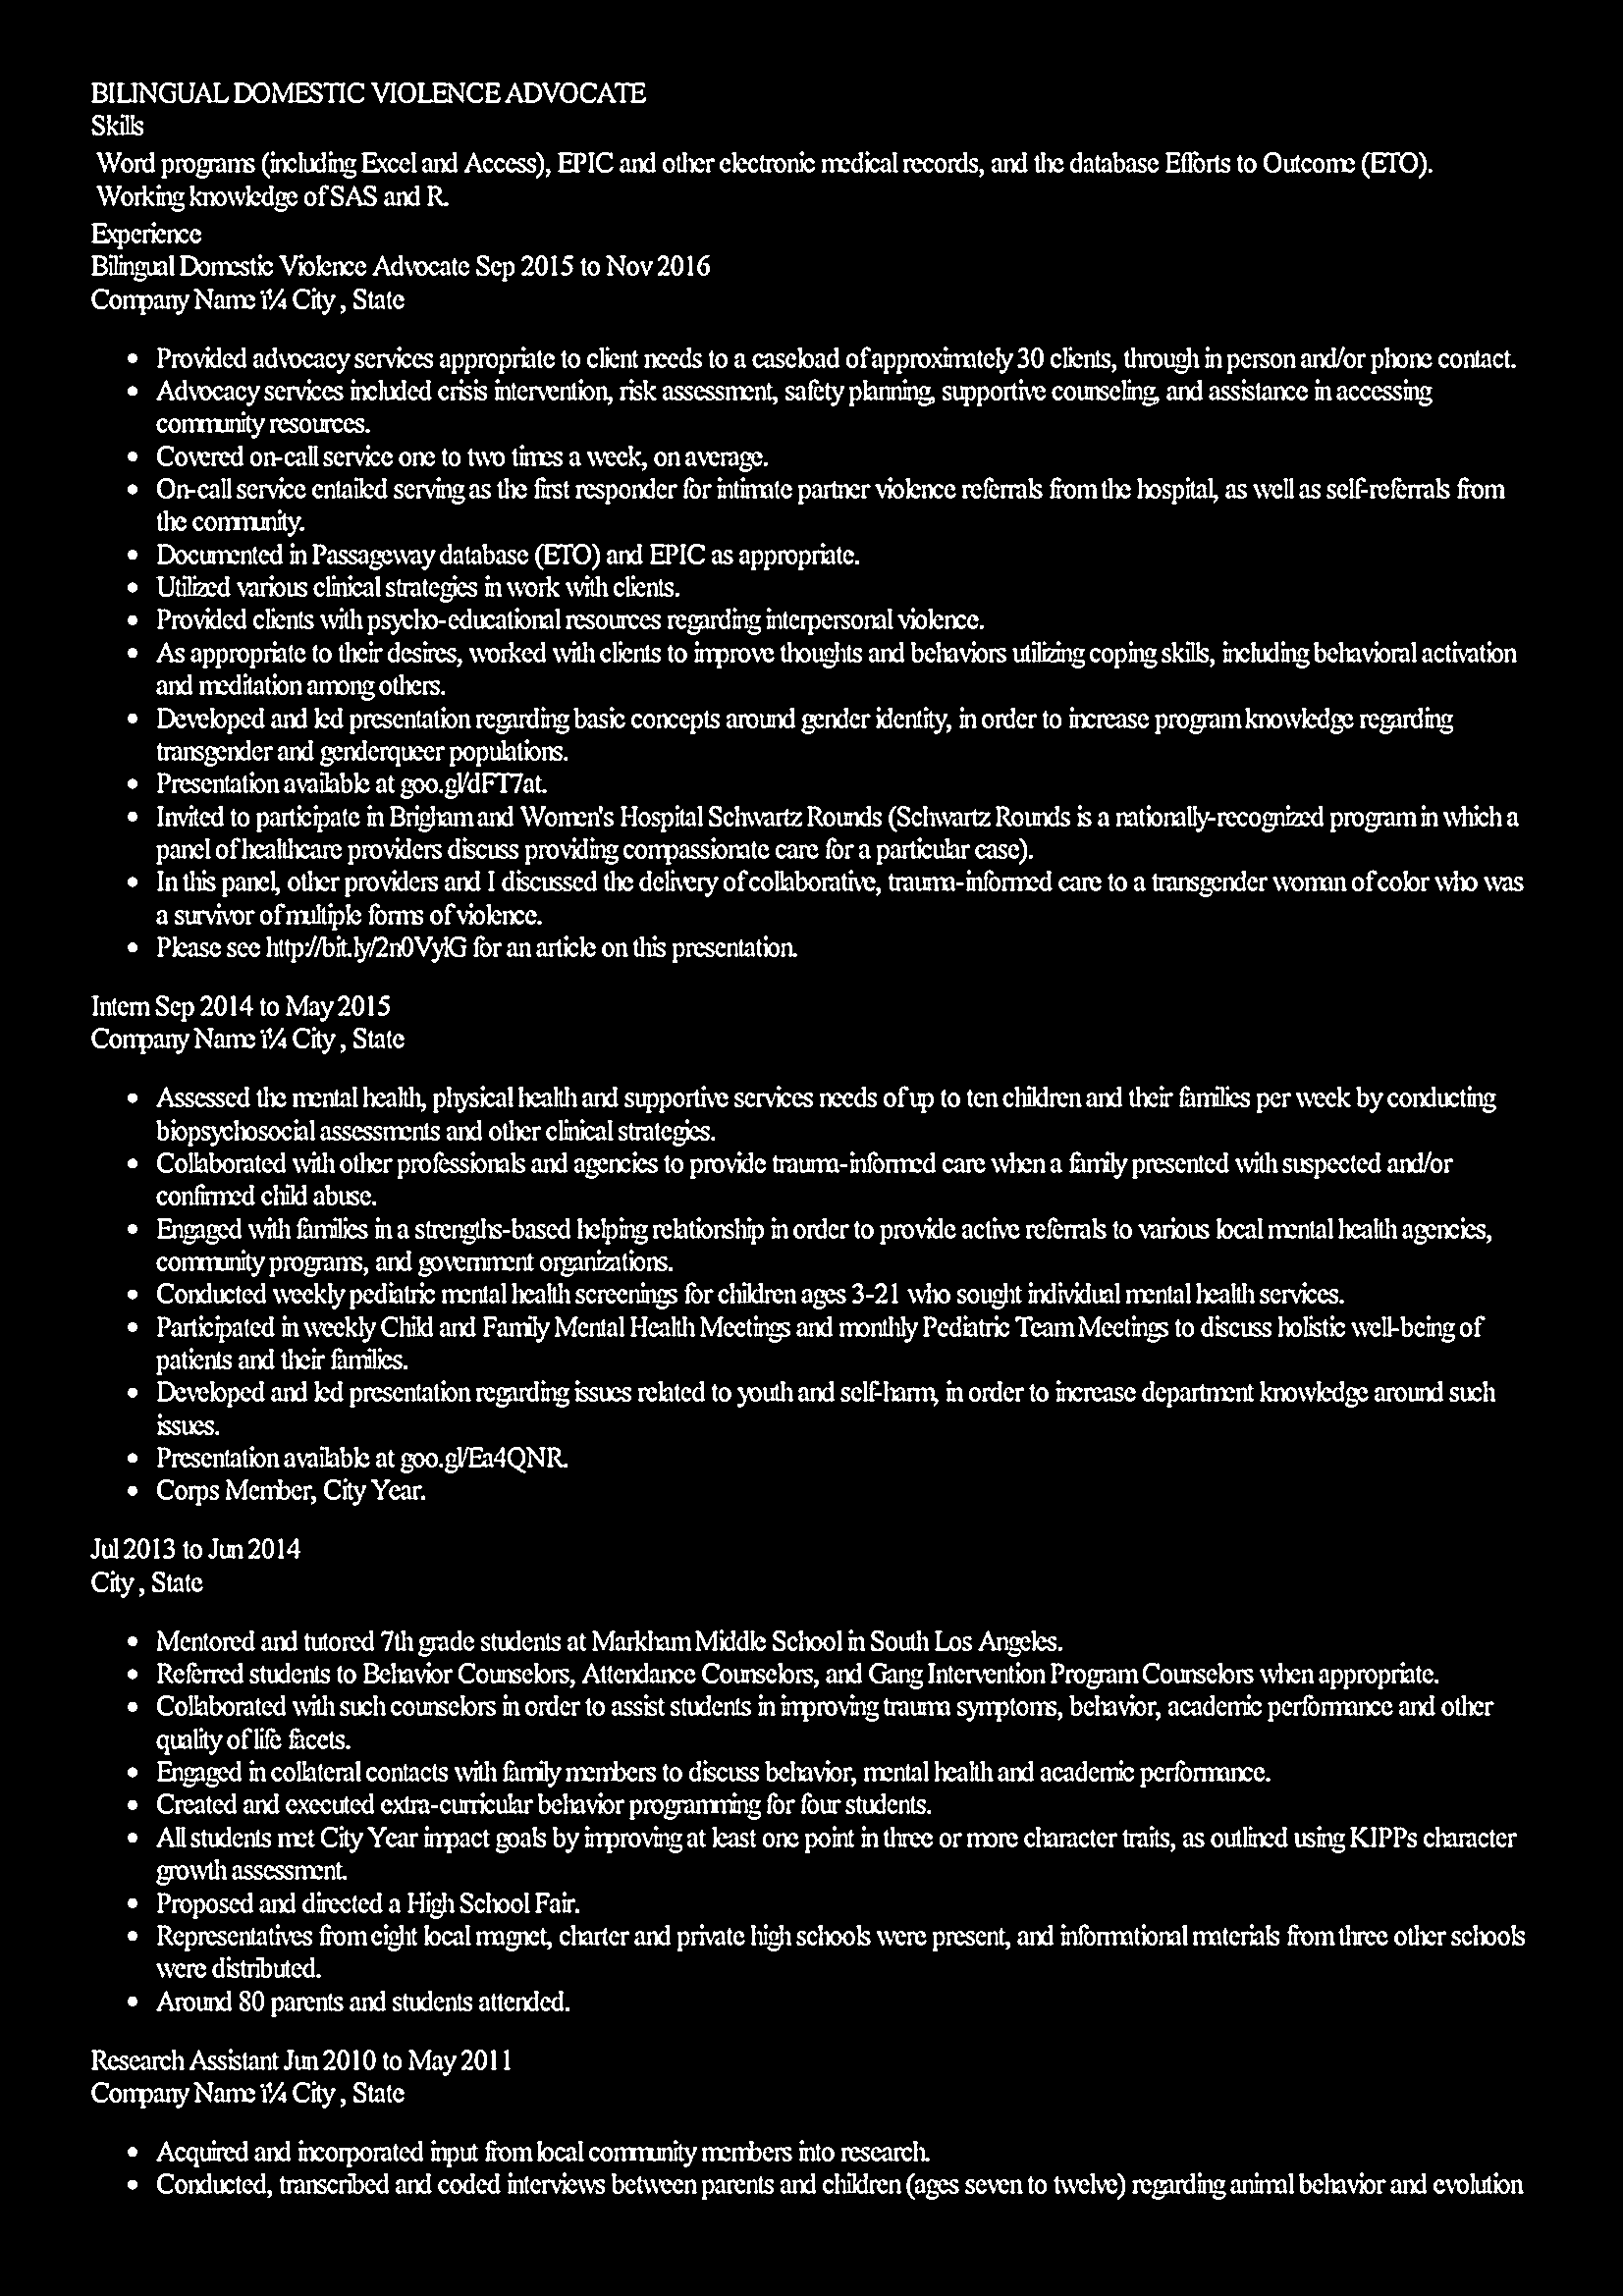 BILINGUAL DOMESTIC VIOLENCE ADVOCATE
Skills
Word programs (including Excel and Access), EPIC and other electronic medical records, and the database Efforts to Outcome (ETO).
Working knowledge of SAS and R.
Experience
Bilingual Domestic Violence Advocate Sep 2015 to Nov 2016
Company Name ï¼ City , State
• Provided advocacy services appropriate to client needs to a caseload of approximately 30 clients, through in person and/or phone contact.
• Advocacy services included crisis intervention, risk assessment, safety planning, supportive counseling, and assistance in accessing
community resources.
• Covered on-call service one to two times a week, on average.
• On-call service entailed serving as the first responder for intimate partner violence referrals from the hospital, as well as self-referrals from
the community.
• Documented in Passageway database (ETO) and EPIC as appropriate.
• Utilized various clinical strategies in work with clients.
• Provided clients with psycho-educational resources regarding interpersonal violence.
• As appropriate to their desires, worked with clients to improve thoughts and behaviors utilizing coping skills, including behavioral activation
and meditation among others.
• Developed and led presentation regarding basic concepts around gender identity, in order to increase program knowledge regarding
transgender and genderqueer populations.
• Presentation available at goo.gl/dFT7at.
• Invited to participate in Brigham and Women's Hospital Schwartz Rounds (Schwartz Rounds is a nationally-recognized program in which a
panel of healthcare providers discuss providing compassionate care for a particular case).
• In this panel, other providers and I discussed the delivery of collaborative, trauma-informed care to a transgender woman of color who was
a survivor of multiple forms of violence.
• Please see http://bit.ly/2n0VylG for an article on this presentation.
Intern Sep 2014 to May 2015
Company Name ï¼ City , State
• Assessed the mental health, physical health and supportive services needs of up to ten children and their families per week by conducting
biopsychosocial assessments and other clinical strategies.
• Collaborated with other professionals and agencies to provide trauma-informed care when a family presented with suspected and/or
confirmed child abuse.
• Engaged with families in a strengths-based helping relationship in order to provide active referrals to various local mental health agencies,
community programs, and government organizations.
• Conducted weekly pediatric mental health screenings for children ages 3-21 who sought individual mental health services.
• Participated in weekly Child and Family Mental Health Meetings and monthly Pediatric Team Meetings to discuss holistic well-being of
patients and their families.
• Developed and led presentation regarding issues related to youth and self-harm, in order to increase department knowledge around such
issues.
• Presentation available at goo.gl/Ea4QNR.
• Corps Member, City Year.
Jul 2013 to Jun 2014
City , State
• Mentored and tutored 7th grade students at Markham Middle School in South Los Angeles.
• Referred students to Behavior Counselors, Attendance Counselors, and Gang Intervention Program Counselors when appropriate.
• Collaborated with such counselors in order to assist students in improving trauma symptoms, behavior, academic performance and other
quality of life facets.
• Engaged in collateral contacts with family members to discuss behavior, mental health and academic performance.
• Created and executed extra-curricular behavior programming for four students.
• All students met City Year impact goals by improving at least one point in three or more character traits, as outlined using KIPPs character
growth assessment.
• Proposed and directed a High School Fair.
• Representatives from eight local magnet, charter and private high schools were present, and informational materials from three other schools
were distributed.
• Around 80 parents and students attended.
Research Assistant Jun 2010 to May 2011
Company Name ï¼ City , State
• Acquired and incorporated input from local community members into research.
• Conducted, transcribed and coded interviews between parents and children (ages seven to twelve) regarding animal behavior and evolution